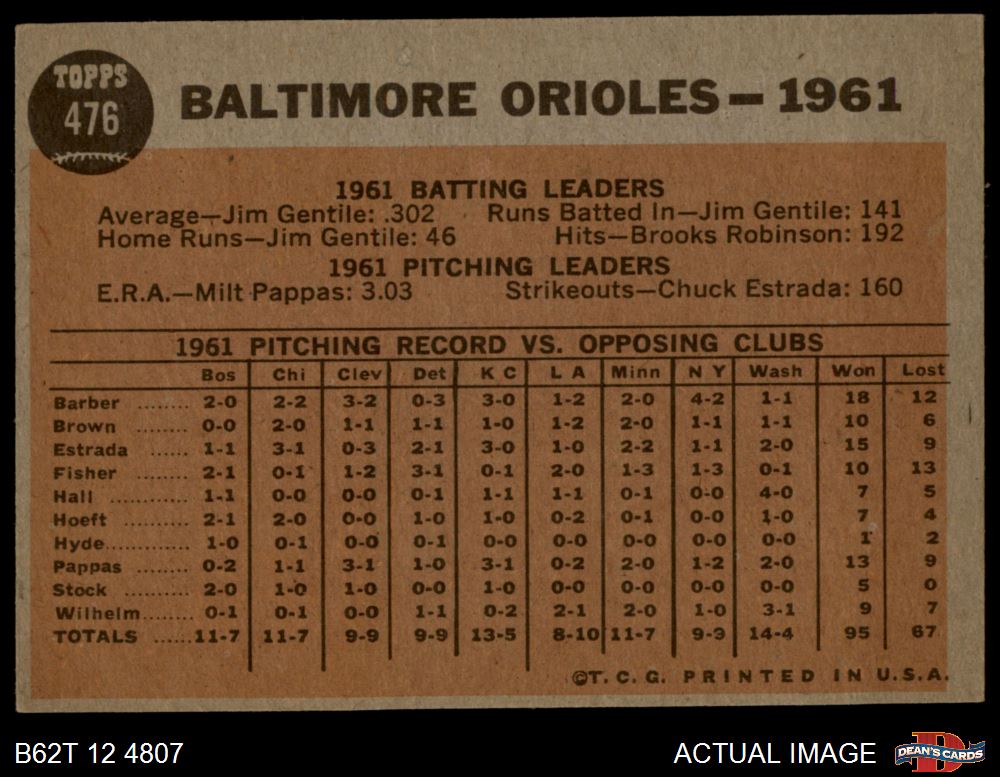 TOPPS
476
BALTIMORE ORIOLES — 1961
1961 BATTING LEADERS
Average—Jim Gentile: .302 Runs Batted In—Jim Gentile: 141
Home Runs—Jim Gentile: 46 Hits—Brooks Robinson: 192
1961 PITCHING LEADERS
E.R.A.—Milt Pappas: 3.03 Strikeouts—Chuck Estrada: 160
1961 PITCHING RECORD VS. OPPOSING CLUBS
Bos Chi Clev Det K C L A Minn N Y Wash Won Lost
Barber ........ 2-0 2-2 3-2 0-3 3-0 1-2 2-0 4-2 1-1 18 12
Brown ........ 0-0 2-0 1-1 1-1 1-0 1-2 2-0 1-1 1-1 10 6
Estrada ...... 1-1 3-1 0-3 2-1 3-0 1-0 2-2 1-1 2-0 15 9
Fisher ........ 2-1 0-1 1-2 3-1 0-1 2-0 1-3 1-3 0-1 10 13
Hall ............ 1-1 0-0 0-0 0-1 1-1 1-1 0-1 0-0 4-0 7 5
Hoeft .......... 2-1 2-0 0-0 1-0 1-0 0-2 0-1 0-0 1-0 7 4
Hyde............. 1-0 0-1 0-0 0-1 0-0 0-0 0-0 0-0 0-0 1 2
Pappas ........ 0-2 1-1 3-1 1-0 3-1 0-2 2-0 1-2 2-0 13 9
Stock .......... 2-0 1-0 1-0 0-0 1-0 0-0 0-0 0-0 0-0 5 0
Wilhelm....... 0-1 0-1 0-0 1-1 0-2 2-1 2-0 1-0 3-1 9 7
TOTALS ......11-7 11-7 9-9 9-9 13-5 8-10 11-7 9-9 14-4 95 67
©T. C. G. PRINTED IN U.S.A.
B62T 12 4807 ACTUAL IMAGE
D
DEAN'S CARDS